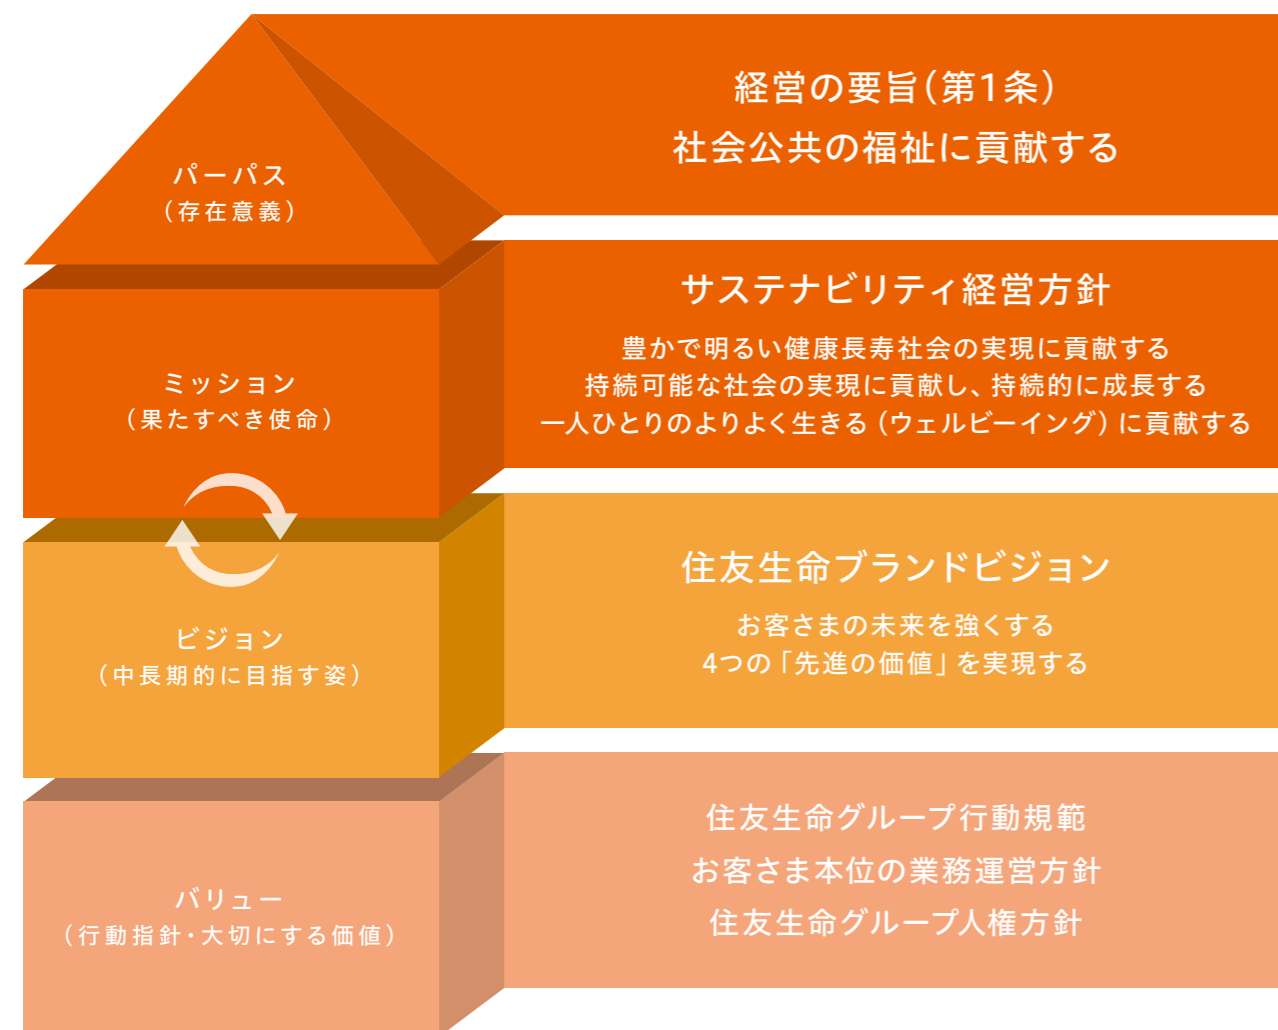 パーパス
（存在意義）
経営の要旨（第1条）
社会公共の福祉に貢献する
ミッション
（果たすべき使命）
サステナビリティ経営方針
豊かで明るい健康長寿社会の実現に貢献する
持続可能な社会の実現に貢献し、持続的に成長する
一人ひとりのよりよく生きる（ウェルビーイング）に貢献する
ビジョン
（中長期的に目指す姿）
住友生命ブランドビジョン
お客さまの未来を強くする
4つの「先進の価値」を実現する
バリュー
（行動指針・大切にする価値）
住友生命グループ行動規範
お客さま本位の業務運営方針
住友生命グループ人権方針